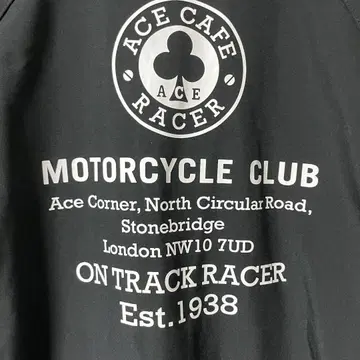 ACE CAFE
ACE
RACER
MOTORCYCLE CLUB
Ace Corner, North Circular Road,
Stonebridge
London NW10 7UD
ON TRACK RACER
Est.1938